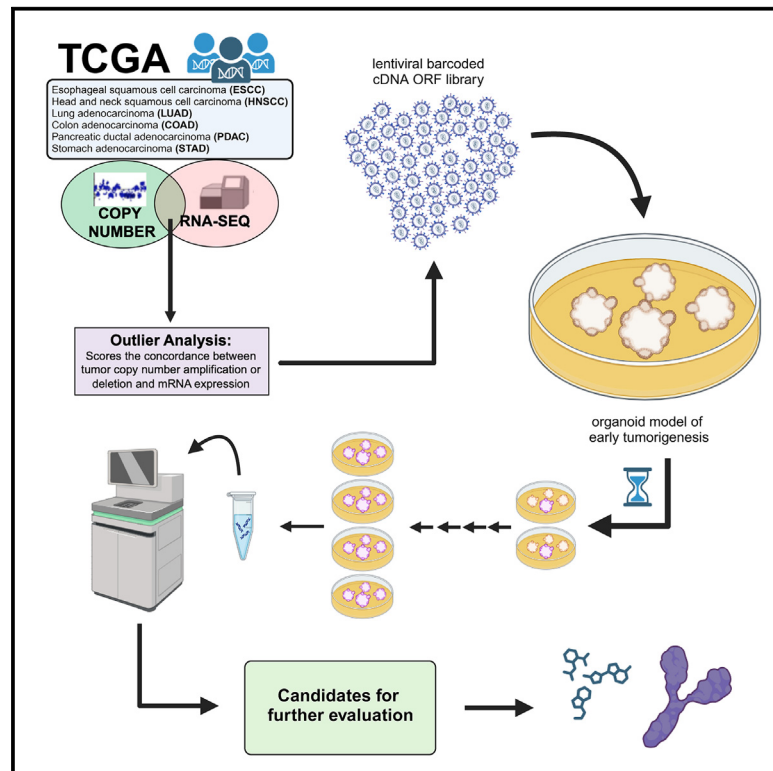 TCGA
Esophageal squamous cell carcinoma (ESCC)
Head and neck squamous cell carcinoma (HNSCC)
Lung adenocarcinoma (LUAD)
Colon adenocarcinoma (COAD)
Pancreatic ductal adenocarcinoma (PDAC)
Stomach adenocarcinoma (STAD)
COPY
NUMBER
RNA-SEQ
Outlier Analysis:
Scores the concordance between
tumor copy number amplification or
deletion and mRNA expression
lentiviral barcoded
cDNA ORF library
organoid model of
early tumorigenesis
Candidates for
further evaluation